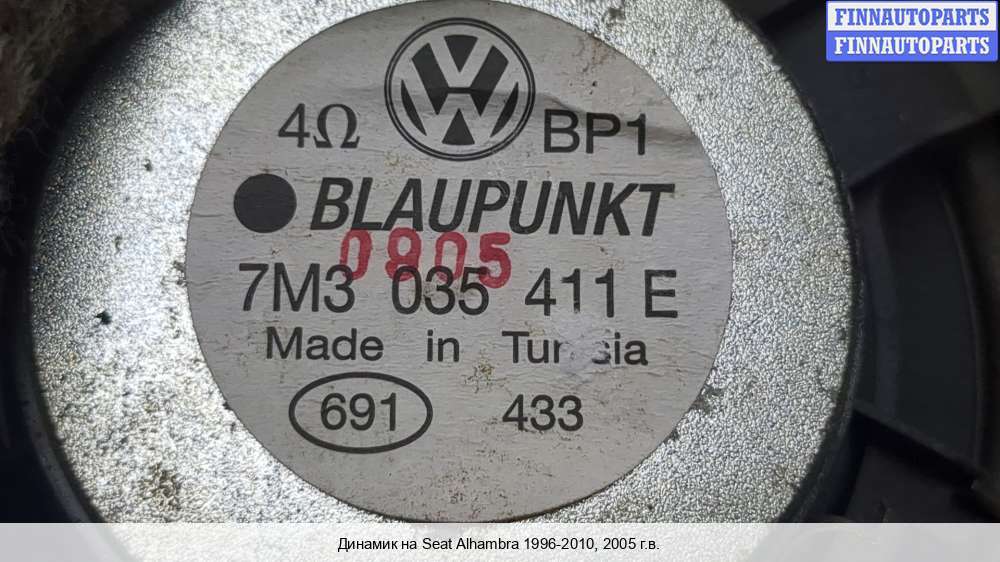 FINNAUTOPARTS
FINNAUTOPARTS
4Ω BP1
BLAUPUNKT
0805
7M3 035 411 E
Made in
691 433
Динамик на Seat Alhambra 1996-2010, 2005 г.в.